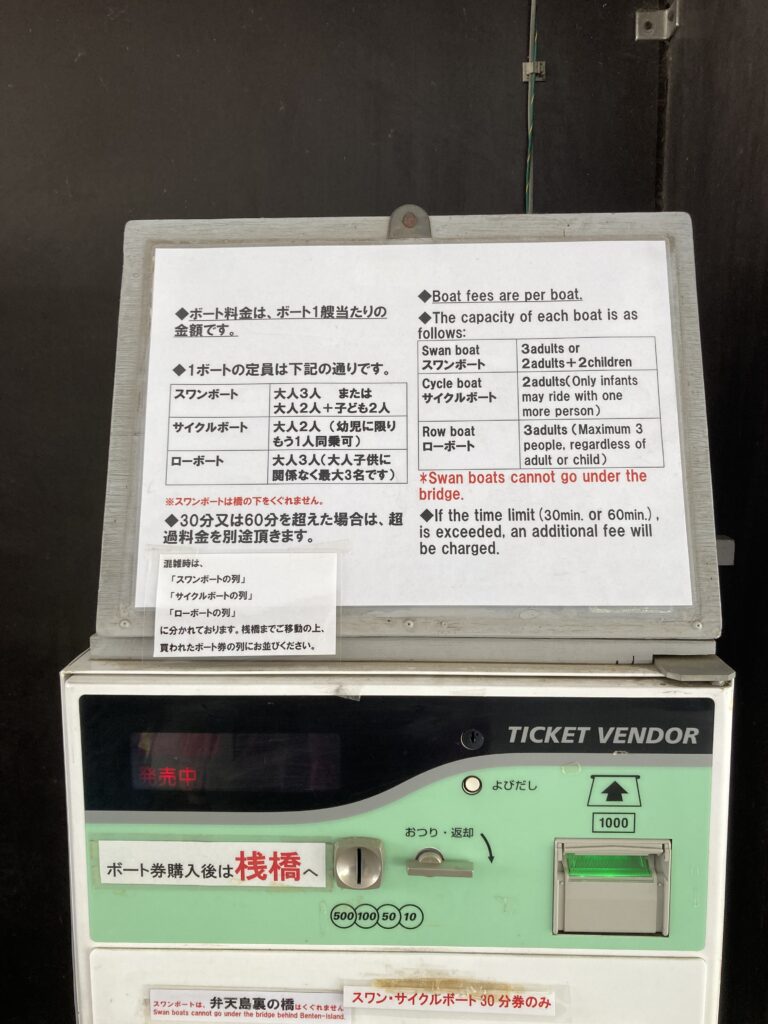 ◆ボート料金は、ボート1艘当たりの
金額です。
◆1ボートの定員は下記の通りです。
スワンボート 大人3人 または
大人2人+子ども2人
サイクルボート 大人2人(幼児に限り
もう1人同乗可)
ローボート 大人3人(大人子供に
関係なく最大3名です)
※スワンボートは橋の下をくぐれません。
◆30分又は60分を超えた場合は、超
過料金を別途頂きます。
混雑時は、
「スワンボートの列」
「サイクルボートの列」
「ローボートの列」
に分かれております。桟橋までご移動の上、
買われたボート券の列にお並びください。
◆Boat fees are per boat.
◆The capacity of each boat is as
follows:
Swan boat 3adults or
スワンボート 2adults+2children
Cycle boat 2adults(Only infants
サイクルボート may ride with one
more person)
Row boat 3adults (Maximum 3
ローボート people, regardless of
adult or child)
*Swan boats cannot go under the
bridge.
◆If the time limit (30min. or 60min.),
is exceeded, an additional fee will
be charged.
TICKET VENDOR
発売中
よびだし
1000
おつり・返却
ボート券購入後は桟橋へ
500 100 50 10
スワンボートは、弁天島裏の橋はくぐれません
Swan boats cannot go under the bridge behind Benten-island.
スワン・サイクルボート30分券のみ